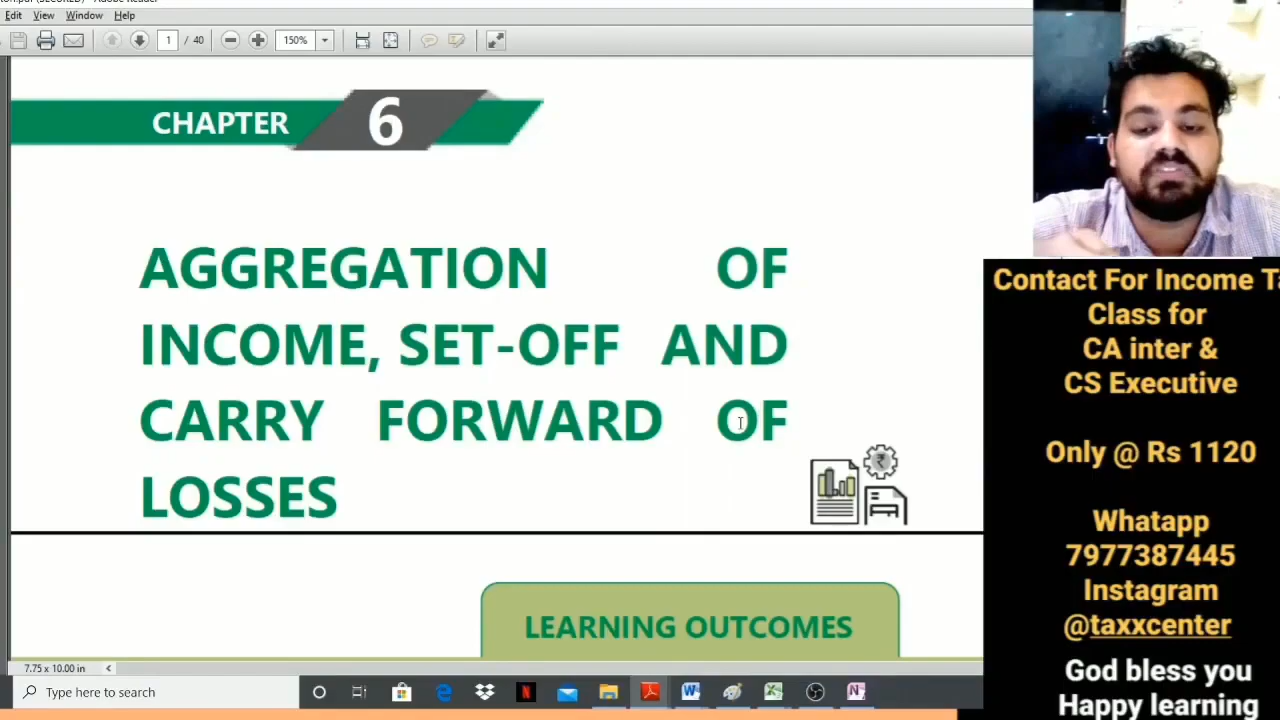 Edit View Window Help
1 / 40
150%
CHAPTER 6
AGGREGATION OF
INCOME, SET-OFF AND
CARRY FORWARD OF
LOSSES
LEARNING OUTCOMES
7.75 x 10.00 in
Type here to search
Contact For Income Ta
Class for
CA inter &
CS Executive
Only @ Rs 1120
Whatapp
7977387445
Instagram
@taxxcenter
God bless you
Happy learning